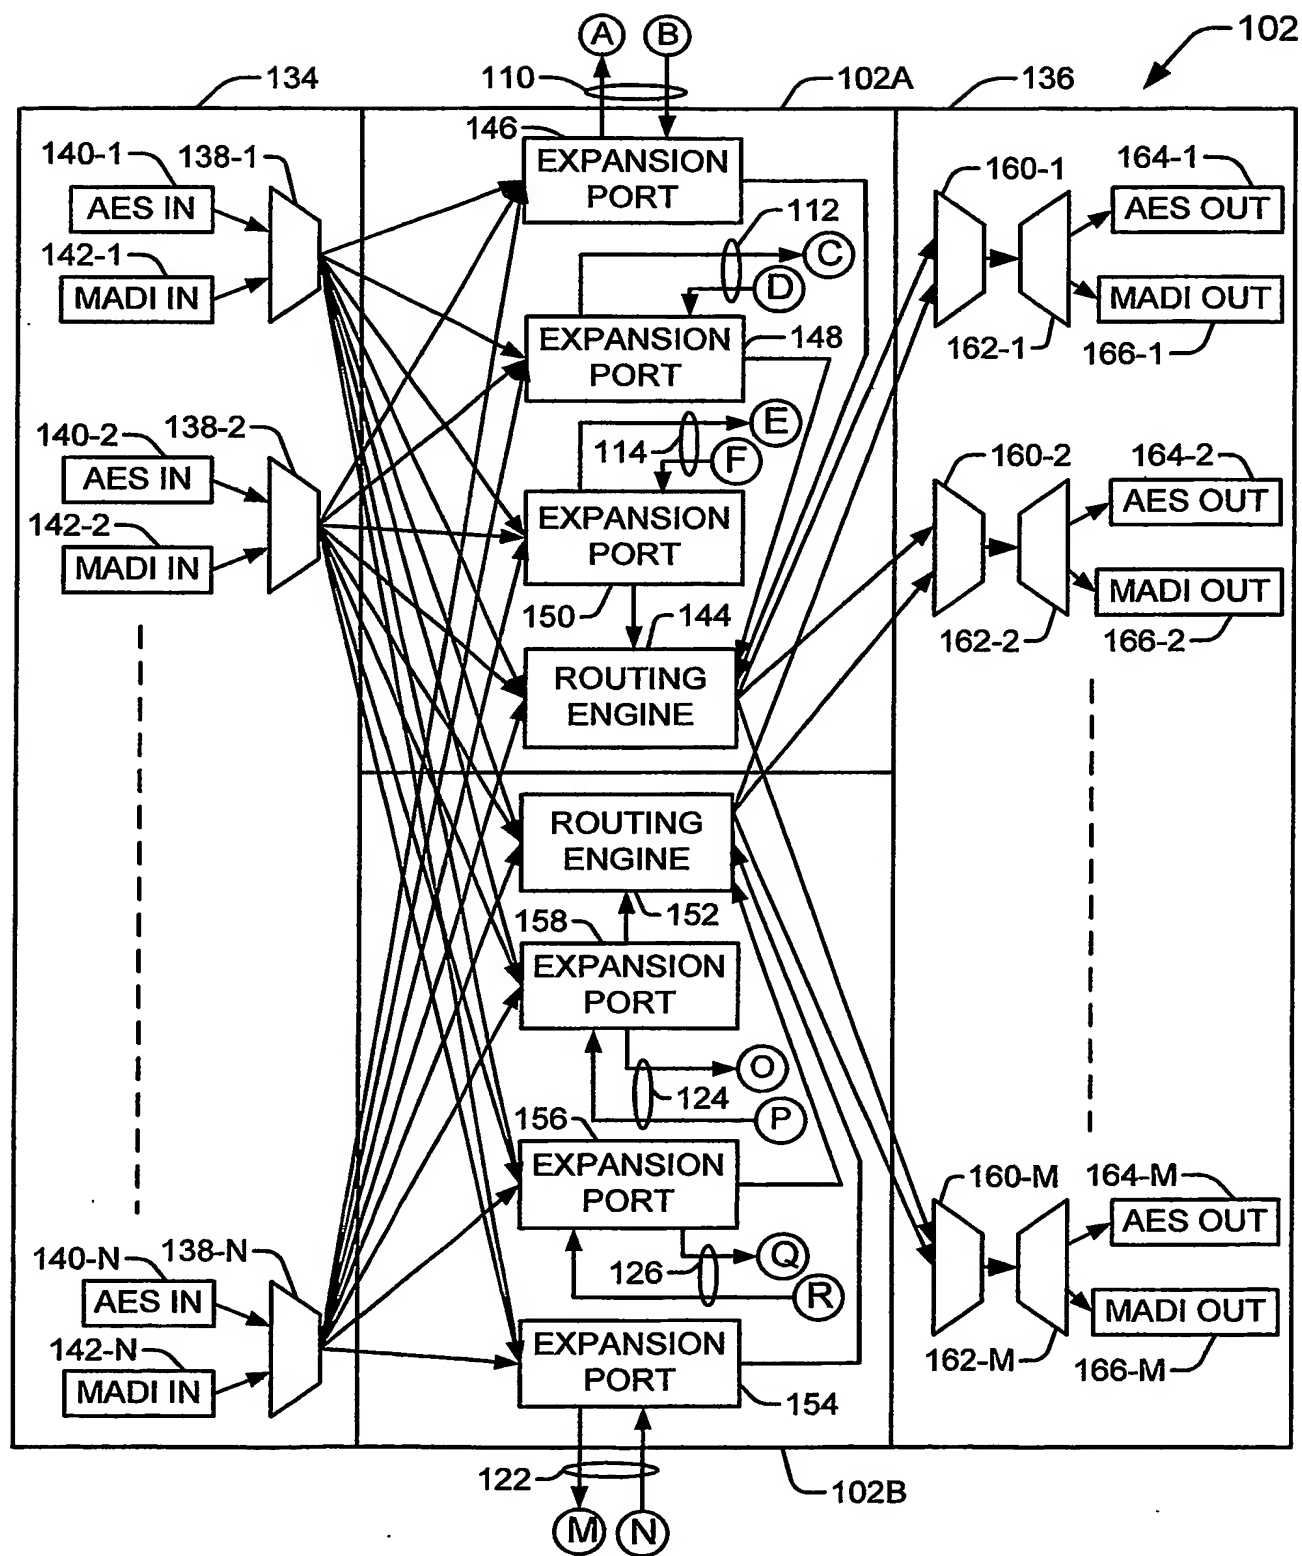 A
B
102
134
110
102A
136
146
140-1
138-1
EXPANSION
PORT
160-1
164-1
AES IN
AES OUT
112
142-1
C
MADI IN
D
MADI OUT
EXPANSION
PORT
148
162-1
166-1
140-2
138-2
E
114
F
160-2
164-2
AES IN
AES OUT
142-2
EXPANSION
PORT
MADI IN
MADI OUT
150
144
162-2
166-2
ROUTING
ENGINE
ROUTING
ENGINE
158
152
EXPANSION
PORT
O
124
P
156
EXPANSION
PORT
160-M
164-M
AES OUT
140-N
138-N
126
Q
AES IN
R
MADI OUT
142-N
EXPANSION
PORT
162-M
166-M
MADI IN
154
122
102B
M
N